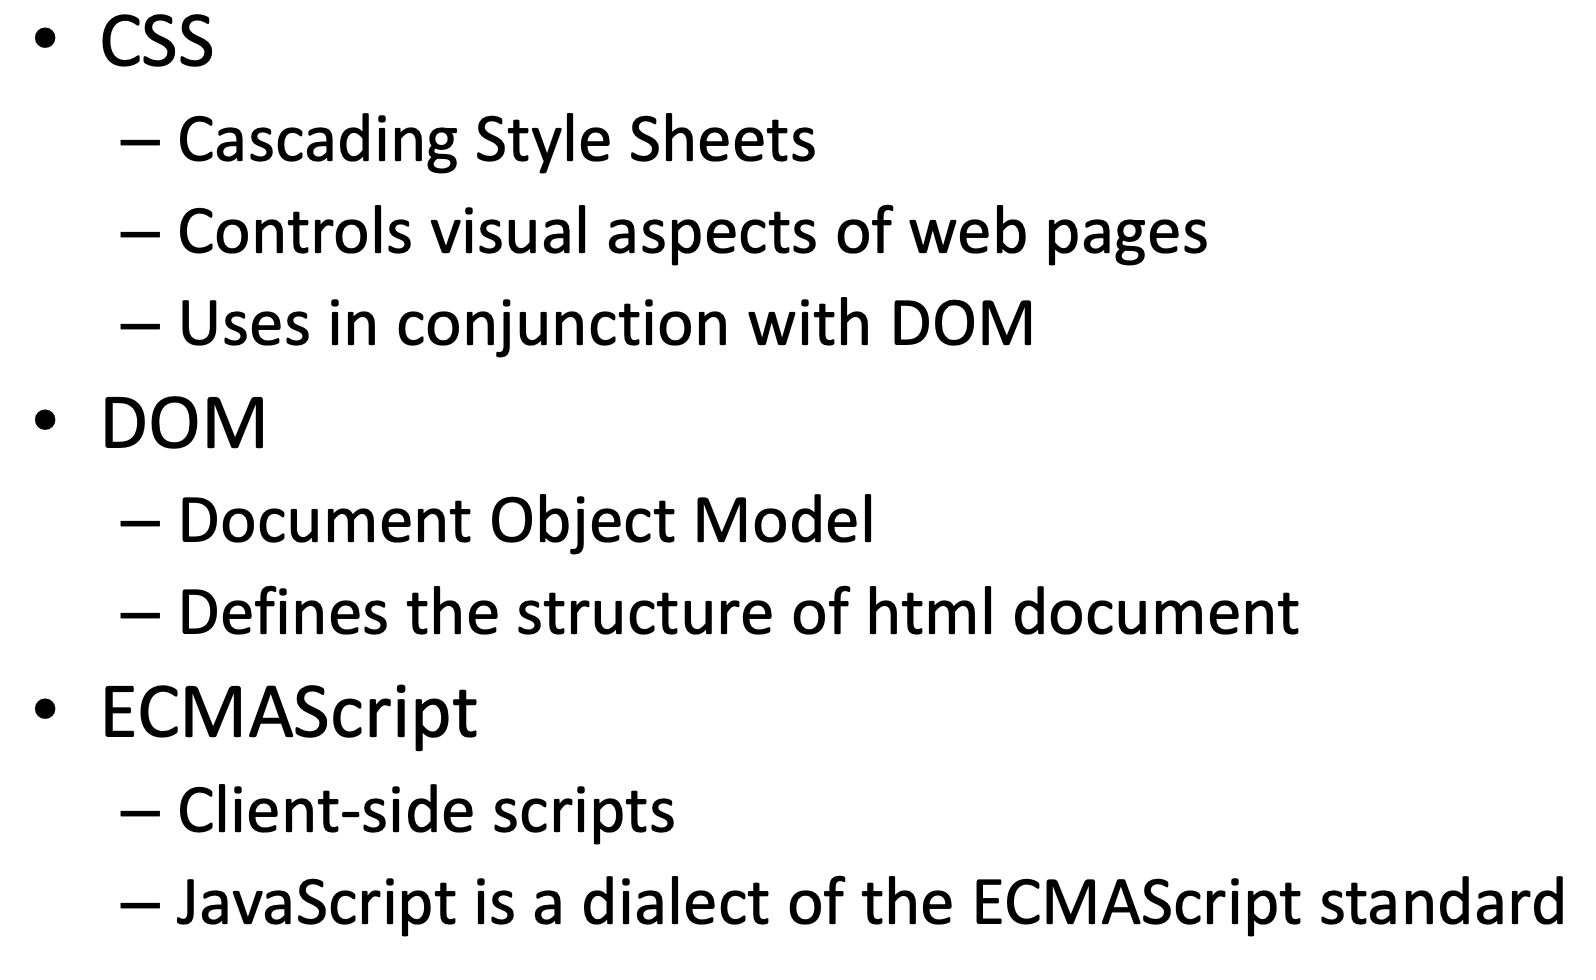 • CSS
– Cascading Style Sheets
– Controls visual aspects of web pages
– Uses in conjunction with DOM
• DOM
– Document Object Model
– Defines the structure of html document
• ECMAScript
– Client-side scripts
– JavaScript is a dialect of the ECMAScript standard